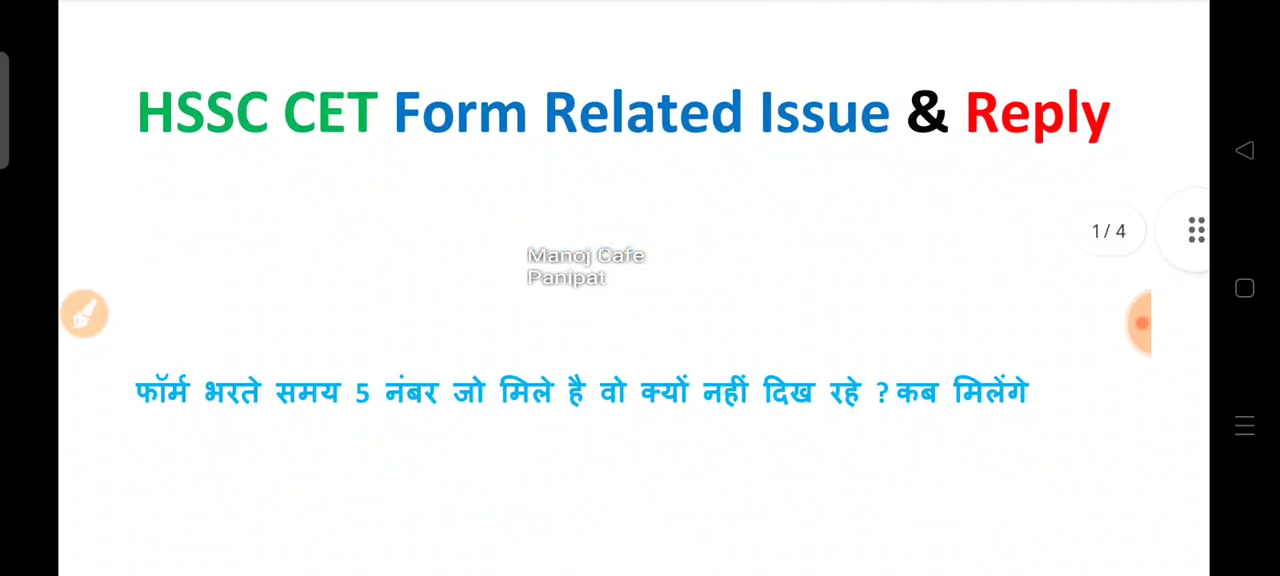 HSSC CET Form Related Issue & Reply
1 / 4
Manoj Cafe
Panipat
फॉर्म भरते समय 5 नंबर जो मिले है वो क्यों नहीं दिख रहे ? कब मिलेंगे